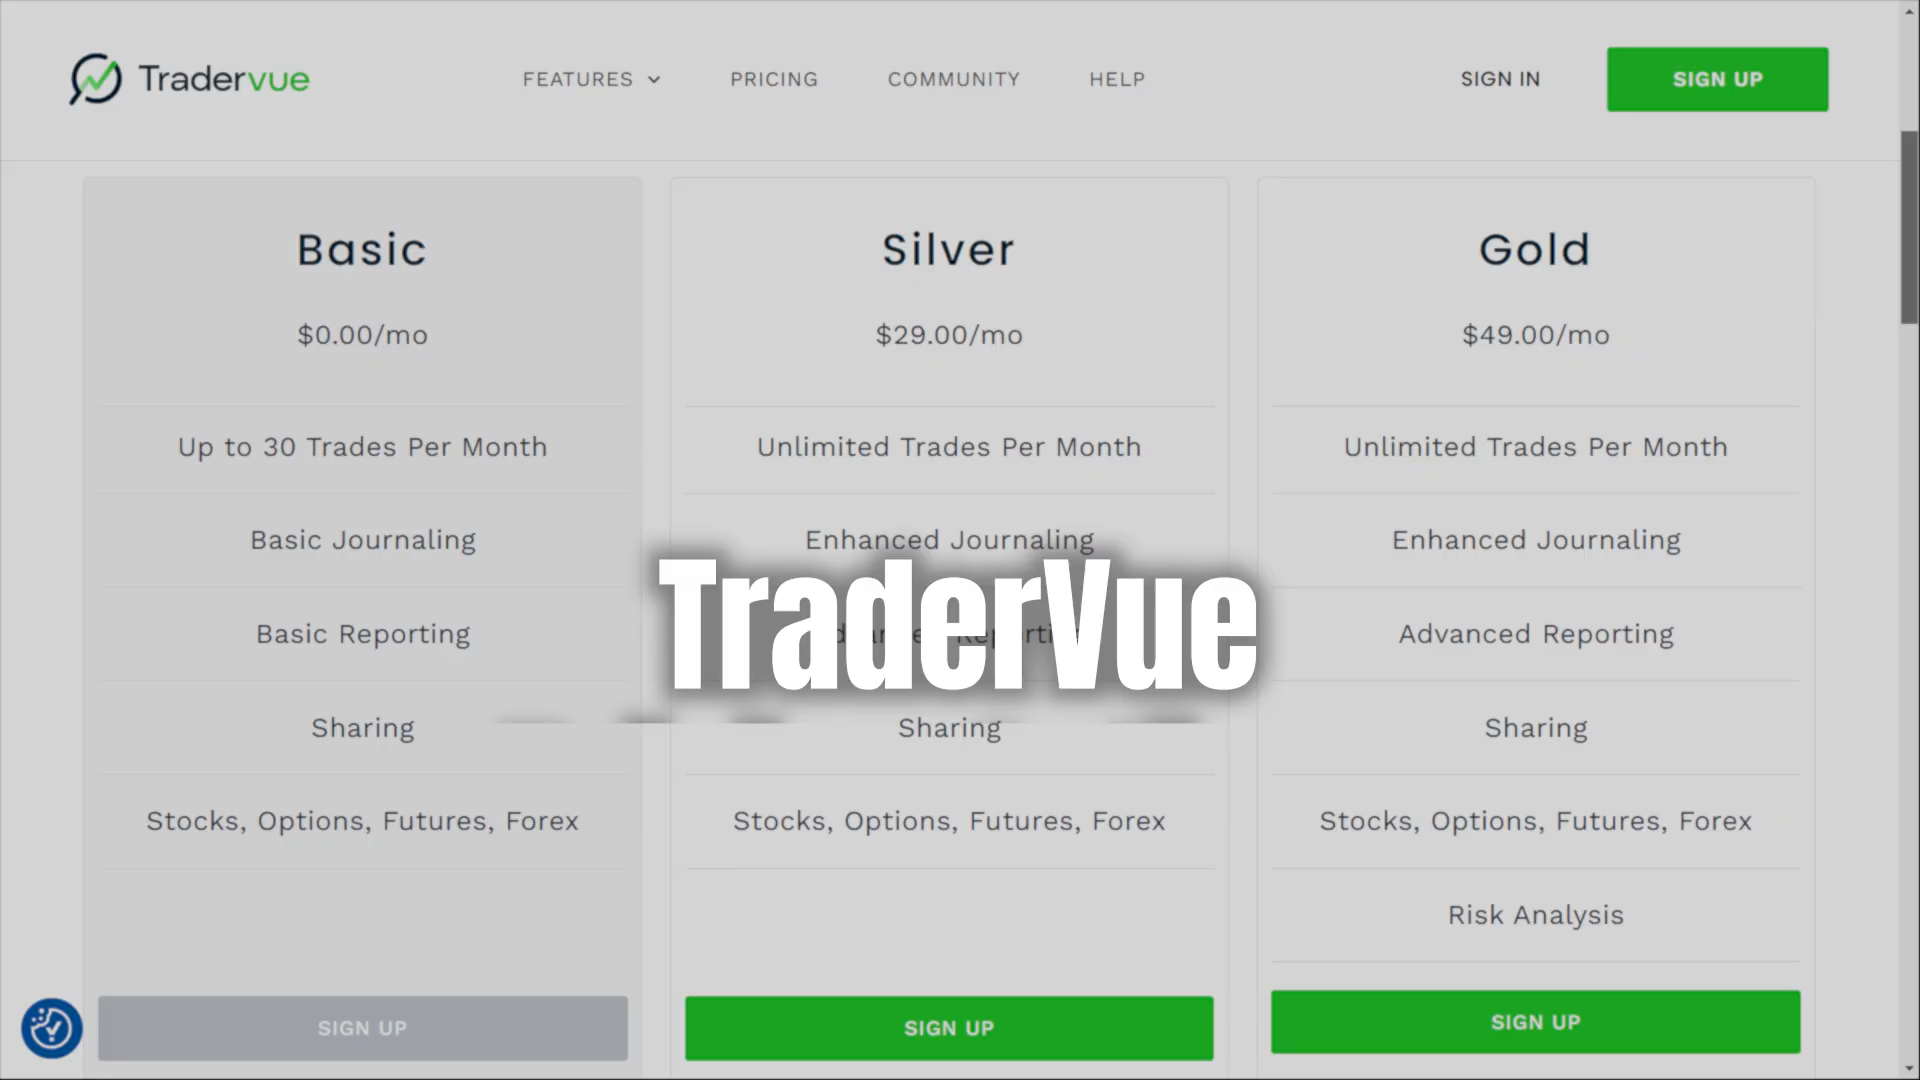 Tradervue
FEATURES
PRICING
COMMUNITY
HELP
SIGN IN
SIGN UP
Basic
$0.00/mo
Up to 30 Trades Per Month
Basic Journaling
Basic Reporting
Sharing
Stocks, Options, Futures, Forex
SIGN UP
Silver
$29.00/mo
Unlimited Trades Per Month
Enhanced Journaling
Sharing
Stocks, Options, Futures, Forex
SIGN UP
Gold
$49.00/mo
Unlimited Trades Per Month
Enhanced Journaling
Advanced Reporting
Sharing
Stocks, Options, Futures, Forex
Risk Analysis
SIGN UP
TraderVue